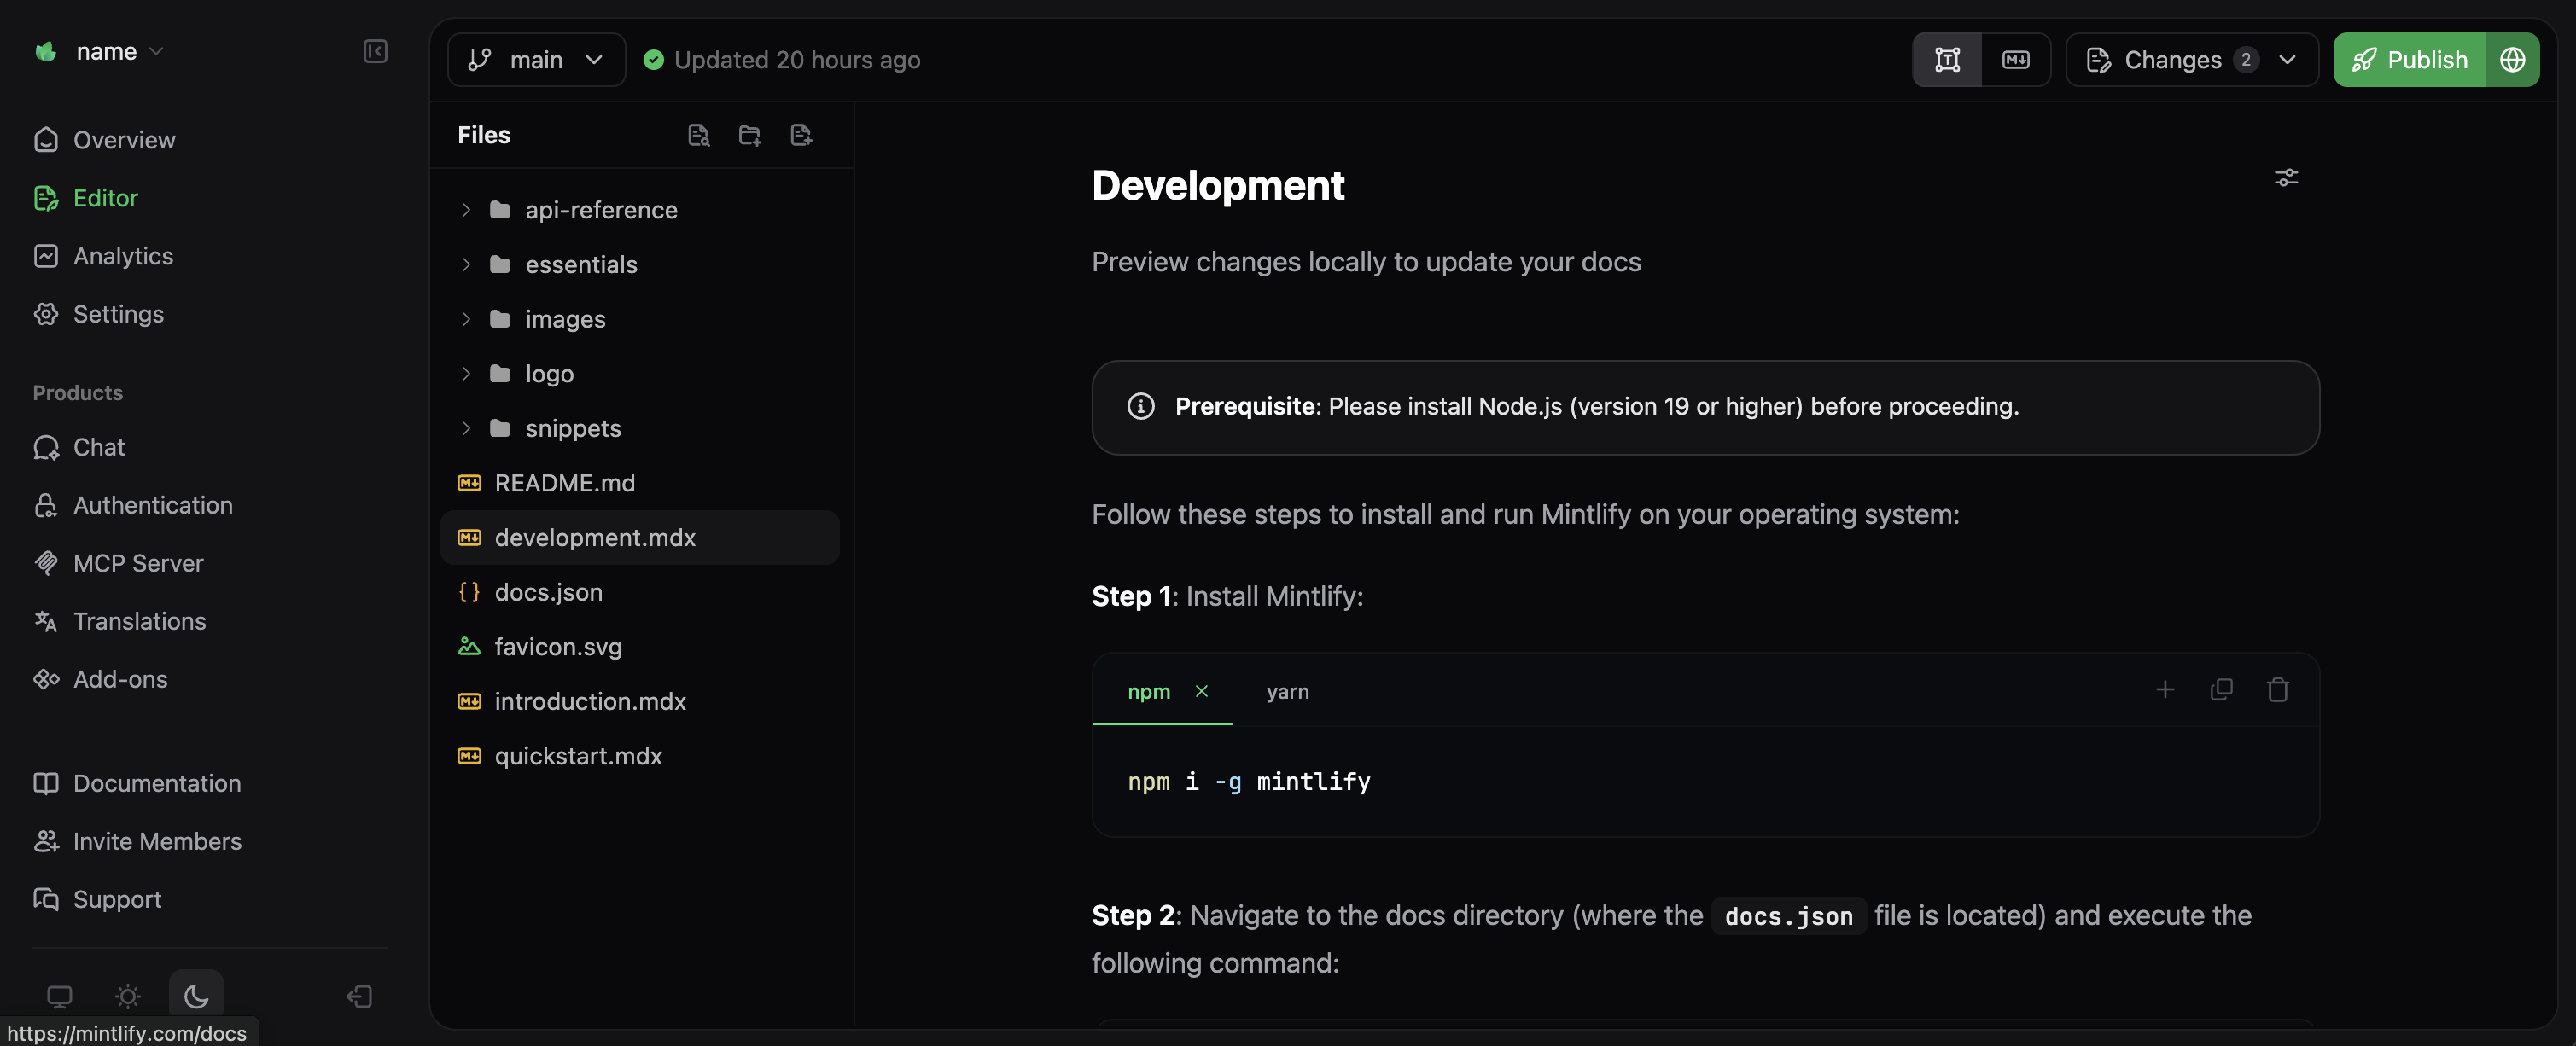 name
Overview
Editor
Analytics
Settings
Products
Chat
Authentication
MCP Server
Translations
Add-ons
Documentation
Invite Members
Support
https://mintlify.com/docs
main
Updated 20 hours ago
Changes 2
Publish
Files
api-reference
essentials
images
logo
snippets
README.md
development.mdx
docs.json
favicon.svg
introduction.mdx
quickstart.mdx
Development
Preview changes locally to update your docs
Prerequisite: Please install Node.js (version 19 or higher) before proceeding.
Follow these steps to install and run Mintlify on your operating system:
Step 1: Install Mintlify:
npm yarn
npm i -g mintlify
Step 2: Navigate to the docs directory (where the docs.json file is located) and execute the
following command: